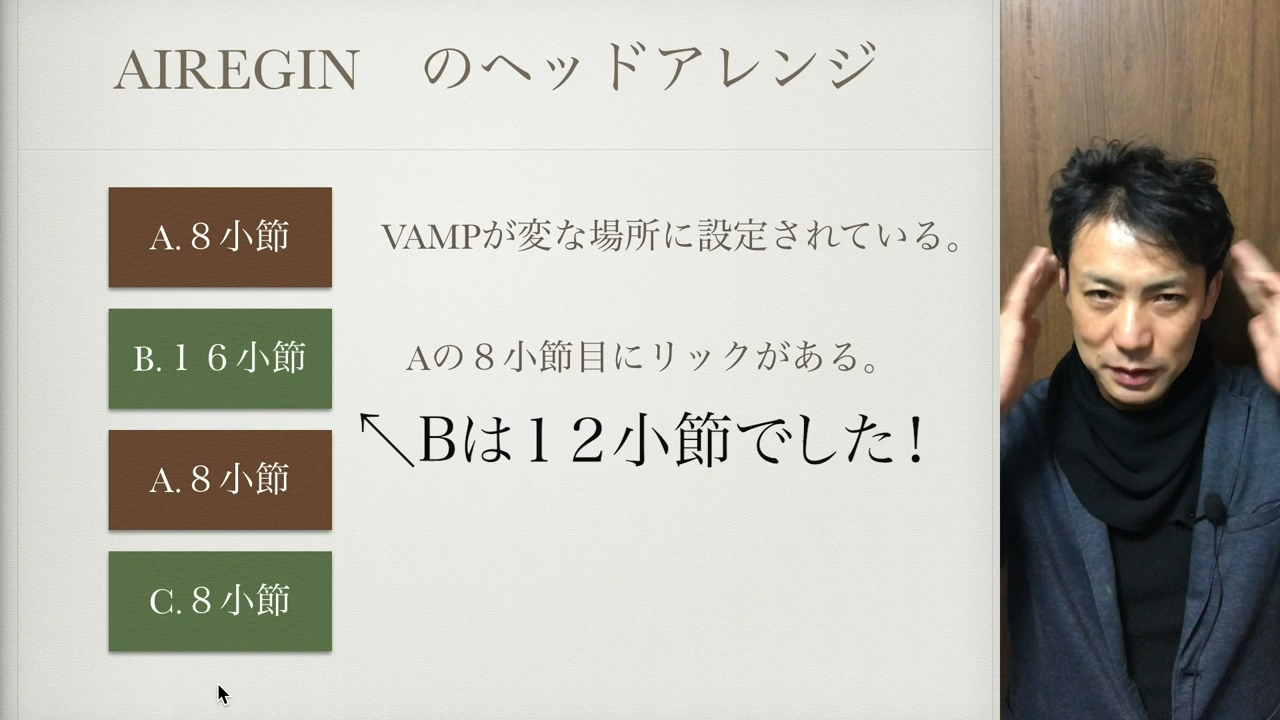 AIREGIN　のヘッドアレンジ
A.８小節
VAMPが変な場所に設定されている。
B.１６小節
Aの８小節目にリックがある。
↖Bは１２小節でした！
A.８小節
C.８小節